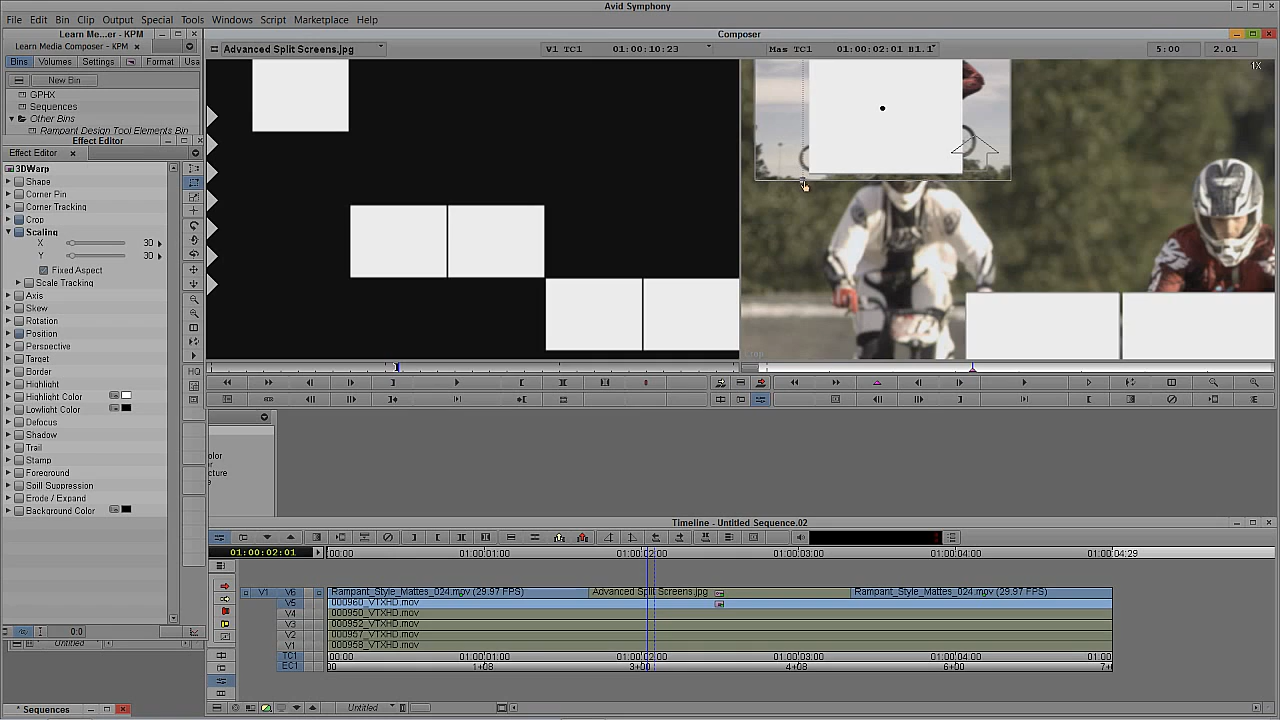 Avid Symphony
File Edit Bin Clip Output Special Tools Windows Script Marketplace Help
Learn Me...er - KPM
Composer
Learn Media Composer - KPM
Advanced Split Screens.jpg
V1 TC1 01:00:10:23
Mas TC1 01:00:02:01 B1.1
5:00 2.01
Bins Volumes Settings Format Usa
1X
New Bin
GPHX
Sequences
Other Bins
Rampant Design Tool Elements Bin
Effect Editor
Effect Editor
3DWarp
Shape
Corner Pin
Corner Tracking
Crop
Scaling
X 30
Y 30
Fixed Aspect
Scale Tracking
Axis
Skew
Rotation
Position
Perspective
Target
Border
Highlight
Highlight Color
Lowlight Color
Defocus
Shadow
Trail
Stamp
Foreground
Spill Suppression
Erode / Expand
Background Color
HQ
Crop
olor
r
cture
e
0:0
Untitled
* Sequences
Timeline - Untitled Sequence.02
01:00:02:01
00:00 01:00:01:00 01:00:02:00 01:00:03:00 01:00:04:00 01:00:04:29
V1 V6 Rampant_Style_Mattes_024.mov (29.97 FPS) Advanced Split Screens.jpg Rampant_Style_Mattes_024.mov (29.97 FPS)
V5 000960_VTXHD.mov
V4 000950_VTXHD.mov
V3 000952_VTXHD.mov
V2 000957_VTXHD.mov
V1 000958_VTXHD.mov
TC1 00:00 01:00:01:00 01:00:02:00 01:00:03:00 01:00:04:00 01:00
EC1 00 1+08 3+00 4+08 6+00 7+
Untitled